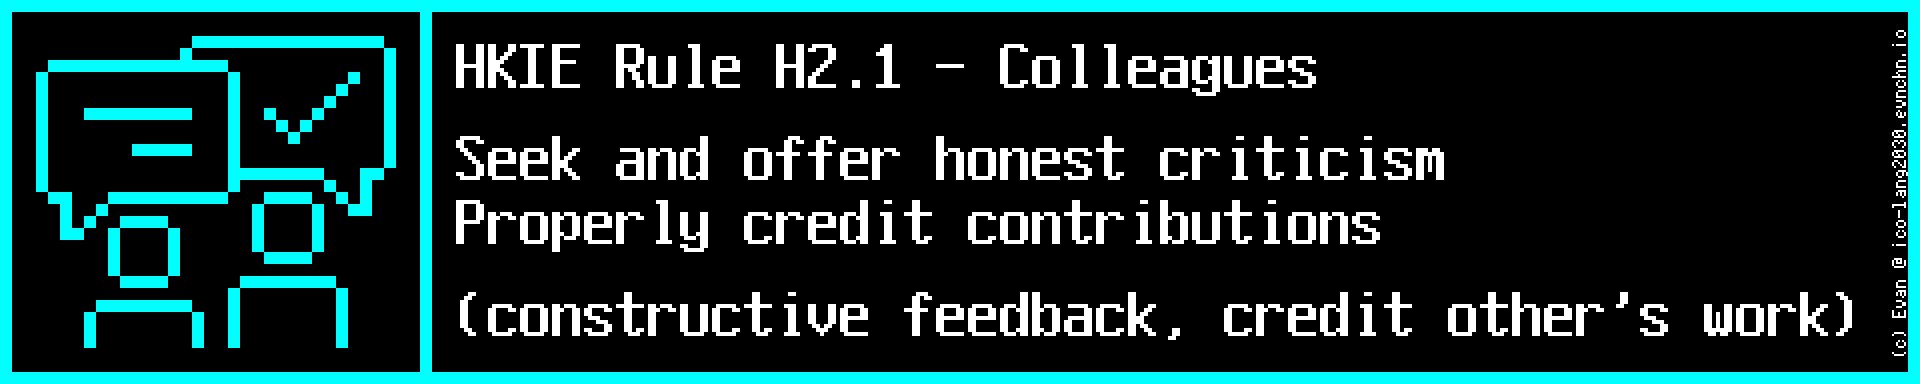 HKIE Rule H2.1 - Colleagues
Seek and offer honest criticism
Properly credit contributions
(constructive feedback, credit other's work)
(c) Evan @ ico-lang2030.evnchn.io